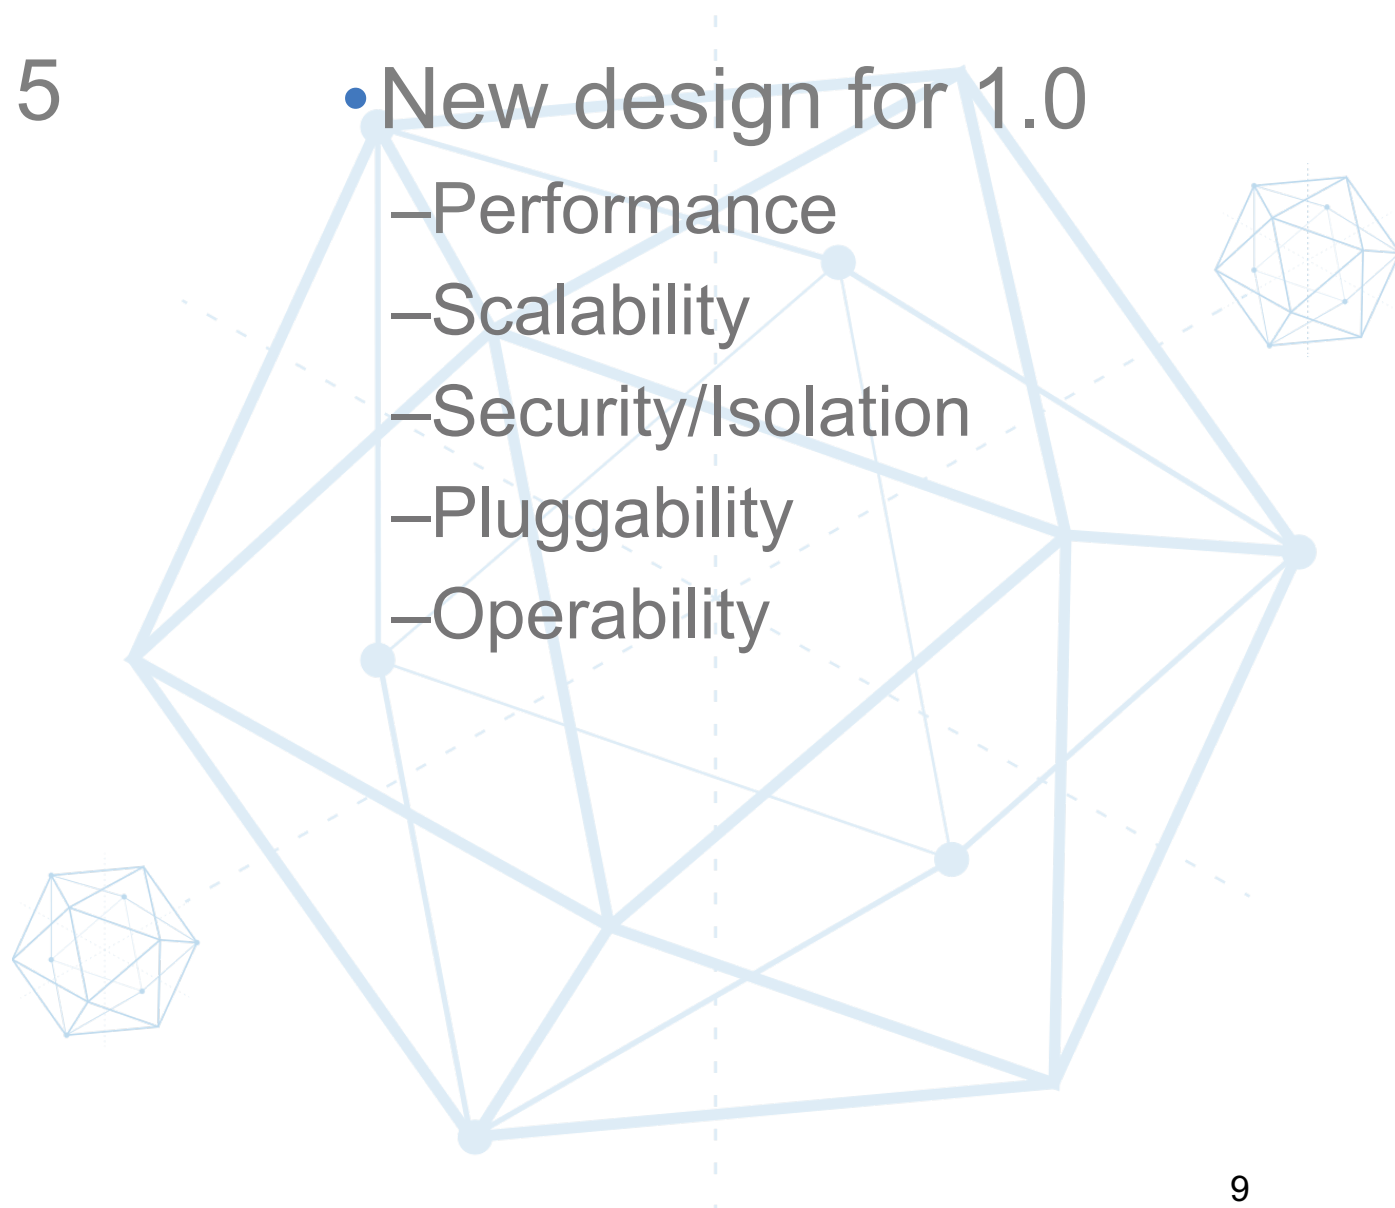 5
•New design for 1.0
–Performance
–Scalability
–Security/Isolation
–Pluggability
–Operability
9